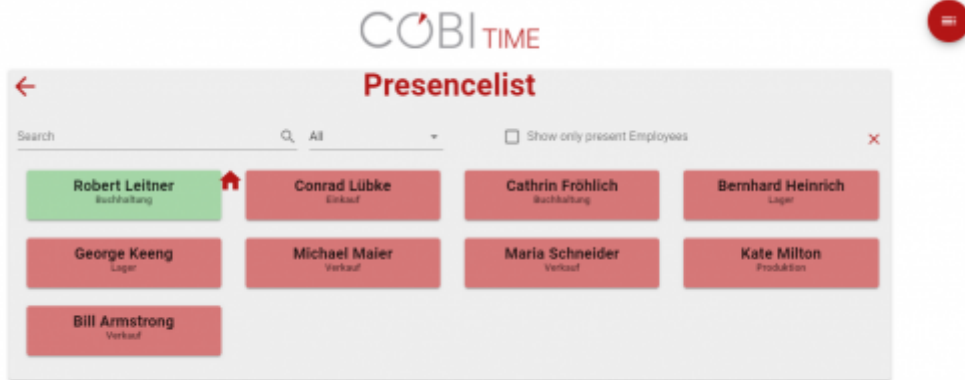 COBI TIME
Presencelist
Search All Show only present Employees
Robert Leitner Conrad Lübke Cathrin Fröhlich Bernhard Heinrich
Buchhaltung Einkauf Buchhaltung Lager
George Keeng Michael Maier Maria Schneider Kate Milton
Lager Verkauf Verkauf Produktion
Bill Armstrong
Verkauf